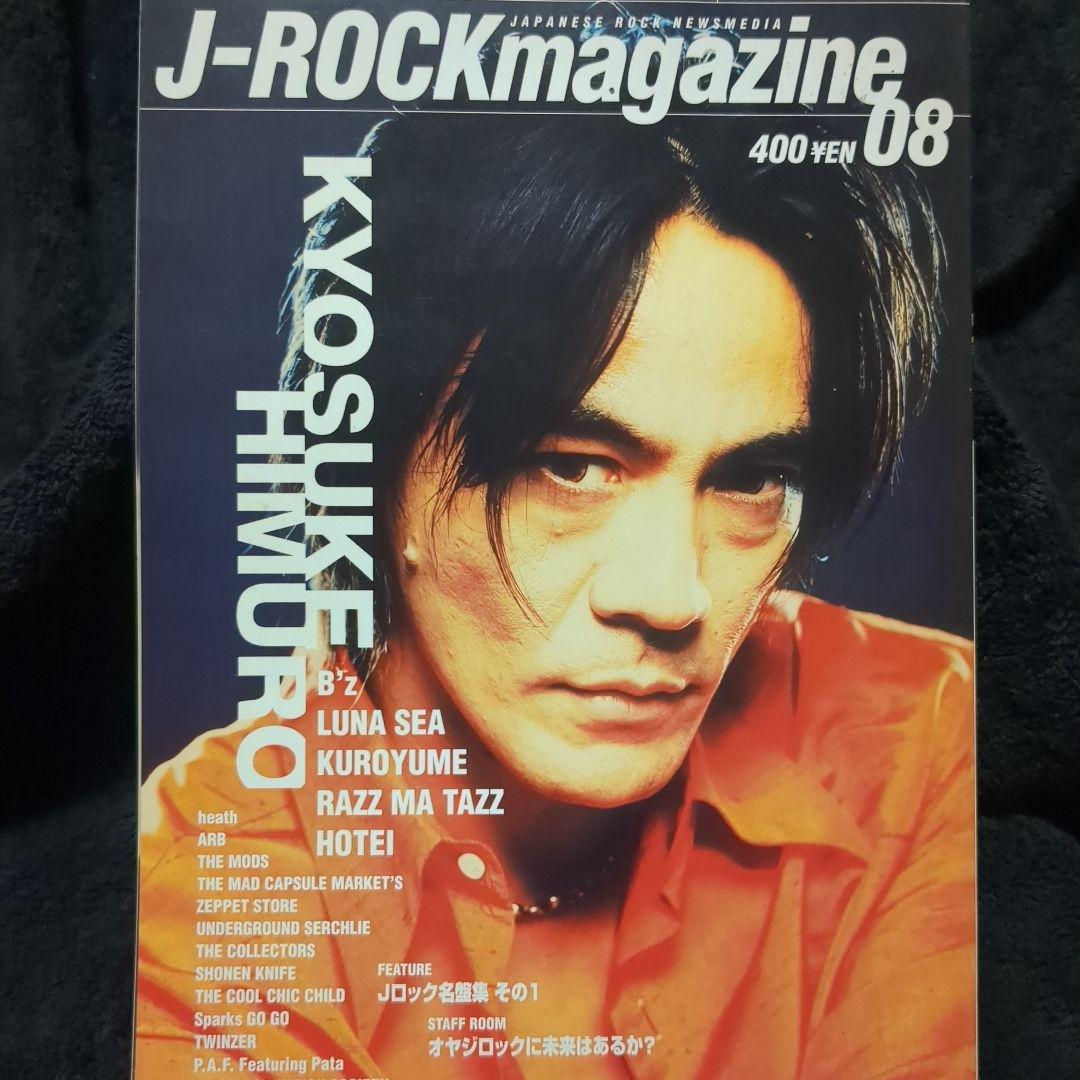 JAPANESE ROCK NEWSMEDIA
J-ROCKmagazine
08
400 ¥EN
KYOSUKE
HIMURO
B'z
LUNA SEA
KUROYUME
RAZZ MA TAZZ
HOTEI
heath
ARB
THE MODS
THE MAD CAPSULE MARKET'S
ZEPPET STORE
UNDERGROUND SERCHLIE
THE COLLECTORS
SHONEN KNIFE
THE COOL CHIC CHILD
Sparks GO GO
TWINZER
P.A.F. Featuring Pata
FEATURE
Jロック名盤集 その1
STAFF ROOM
オヤジロックに未来はあるか?